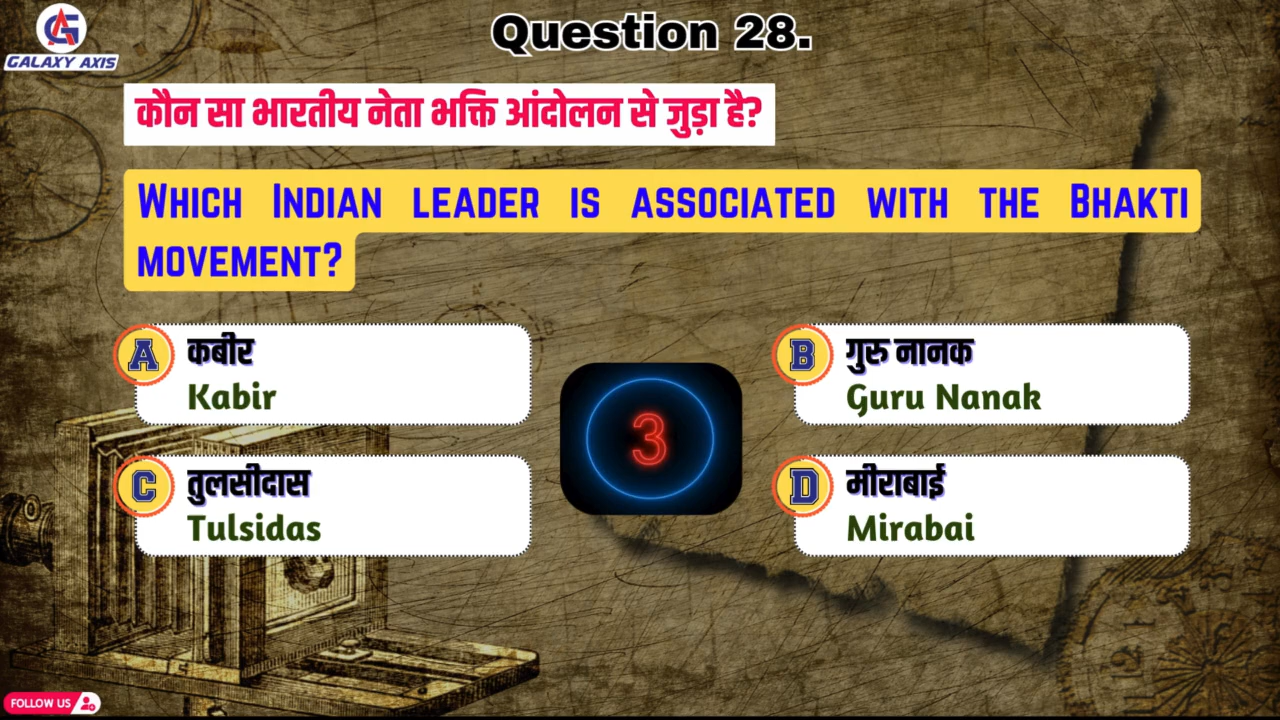 GALAXY AXIS
Question 28.
कौन सा भारतीय नेता भक्ति आंदोलन से जुड़ा है?
Which Indian leader is associated with the Bhakti
movement?
A कबीर
Kabir
B गुरु नानक
Guru Nanak
3
C तुलसीदास
Tulsidas
D मीराबाई
Mirabai
FOLLOW US